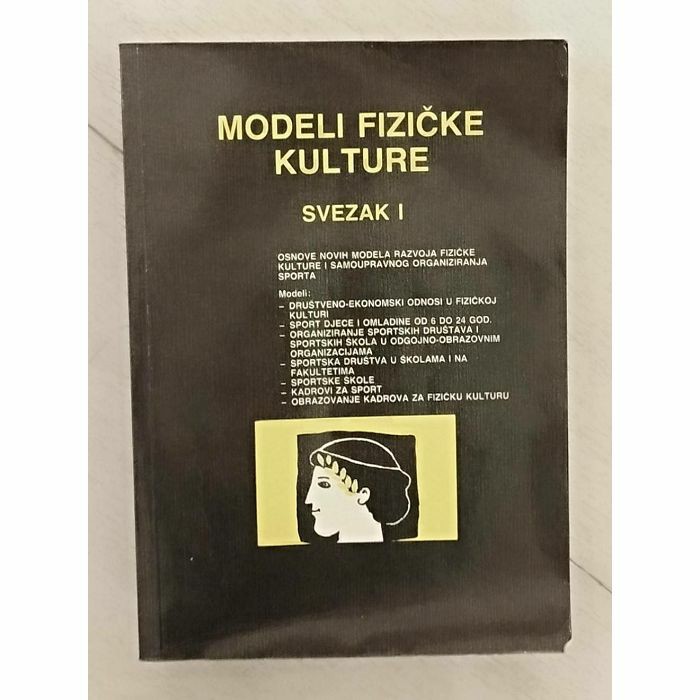 MODELI FIZIČKE
KULTURE
SVEZAK I
OSNOVE NOVIH MODELA RAZVOJA FIZIČKE
KULTURE I SAMOUPRAVNOG ORGANIZIRANJA
SPORTA
Modeli:
– DRUŠTVENO-EKONOMSKI ODNOSI U FIZIČKOJ
KULTURI
– SPORT DJECE I OMLADINE OD 6 DO 24 GOD.
– ORGANIZIRANJE SPORTSKIH DRUŠTAVA I
SPORTSKIH ŠKOLA U ODGOJNO-OBRAZOVNIM
ORGANIZACIJAMA
– SPORTSKA DRUŠTVA U ŠKOLAMA I NA
FAKULTETIMA
– SPORTSKE ŠKOLE
– KADROVI ZA SPORT
– OBRAZOVANJE KADROVA ZA FIZIČKU KULTURU